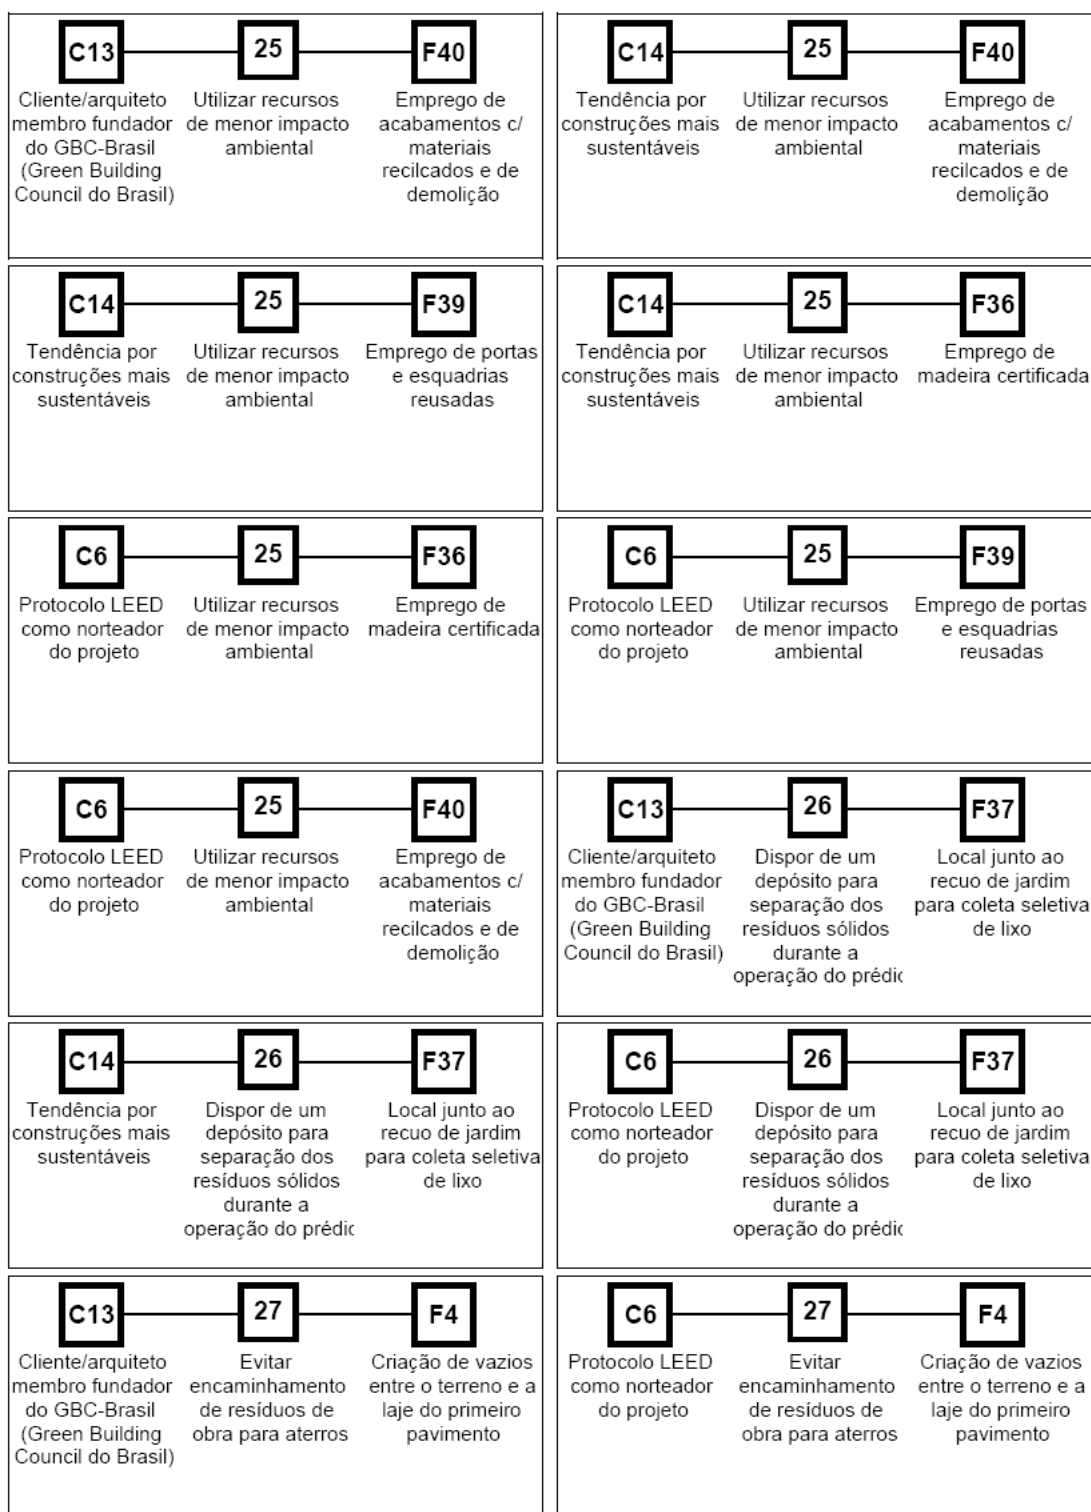 C13 25 F40
Cliente/arquiteto
membro fundador
do GBC-Brasil
(Green Building
Council do Brasil)
Utilizar recursos
de menor impacto
ambiental
Emprego de
acabamentos c/
materiais
recilcados e de
demolição
C14 25 F40
Tendência por
construções mais
sustentáveis
Utilizar recursos
de menor impacto
ambiental
Emprego de
acabamentos c/
materiais
recilcados e de
demolição
C14 25 F39
Tendência por
construções mais
sustentáveis
Utilizar recursos
de menor impacto
ambiental
Emprego de portas
e esquadrias
reusadas
C14 25 F36
Tendência por
construções mais
sustentáveis
Utilizar recursos
de menor impacto
ambiental
Emprego de
madeira certificada
C6 25 F36
Protocolo LEED
como norteador
do projeto
Utilizar recursos
de menor impacto
ambiental
Emprego de
madeira certificada
C6 25 F39
Protocolo LEED
como norteador
do projeto
Utilizar recursos
de menor impacto
ambiental
Emprego de portas
e esquadrias
reusadas
C6 25 F40
Protocolo LEED
como norteador
do projeto
Utilizar recursos
de menor impacto
ambiental
Emprego de
acabamentos c/
materiais
recilcados e de
demolição
C13 26 F37
Cliente/arquiteto
membro fundador
do GBC-Brasil
(Green Building
Council do Brasil)
Dispor de um
depósito para
separação dos
resíduos sólidos
durante a
operação do prédio
Local junto ao
recuo de jardim
para coleta seletiva
de lixo
C14 26 F37
Tendência por
construções mais
sustentáveis
Dispor de um
depósito para
separação dos
resíduos sólidos
durante a
operação do prédio
Local junto ao
recuo de jardim
para coleta seletiva
de lixo
C6 26 F37
Protocolo LEED
como norteador
do projeto
Dispor de um
depósito para
separação dos
resíduos sólidos
durante a
operação do prédio
Local junto ao
recuo de jardim
para coleta seletiva
de lixo
C13 27 F4
Cliente/arquiteto
membro fundador
do GBC-Brasil
(Green Building
Council do Brasil)
Evitar
encaminhamento
de resíduos de
obra para aterros
Criação de vazios
entre o terreno e a
laje do primeiro
pavimento
C6 27 F4
Protocolo LEED
como norteador
do projeto
Evitar
encaminhamento
de resíduos de
obra para aterros
Criação de vazios
entre o terreno e a
laje do primeiro
pavimento